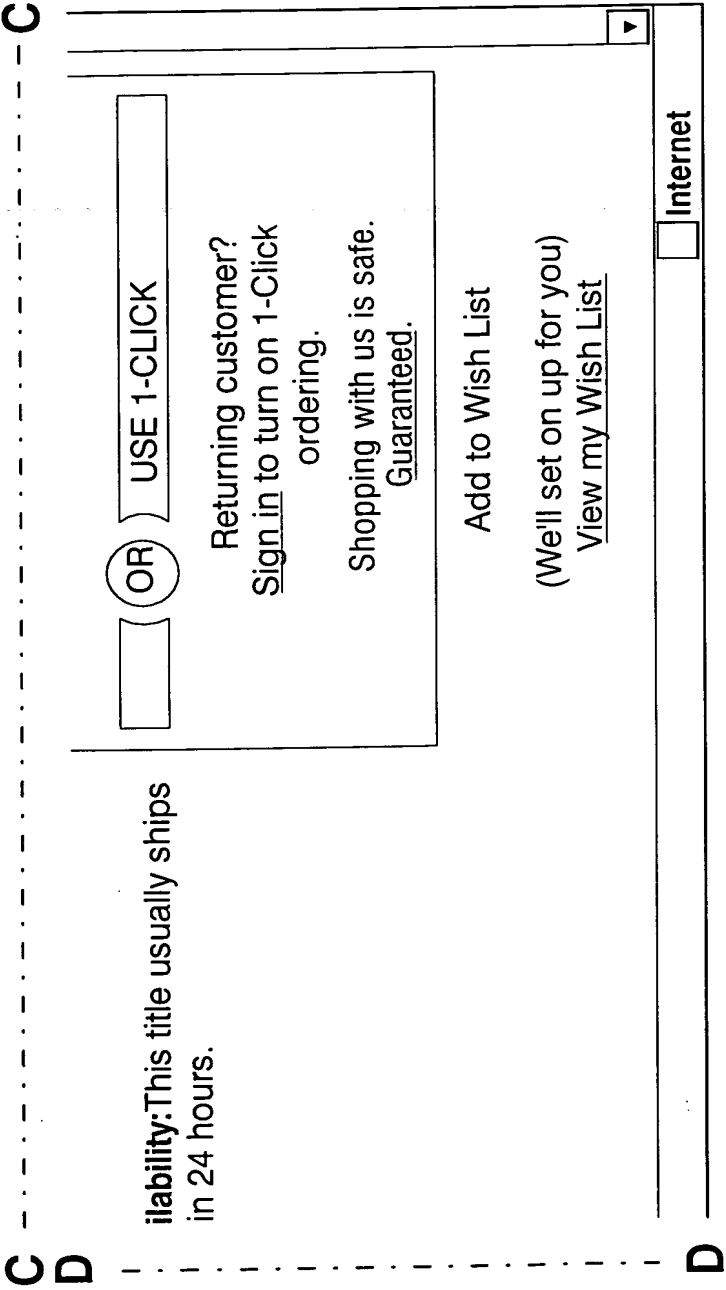 C C
D
OR USE 1-CLICK
ilability:This title usually ships
in 24 hours.
Returning customer?
Sign in to turn on 1-Click
ordering.
Shopping with us is safe.
Guaranteed.
Add to Wish List
(We'll set on up for you)
View my Wish List
Internet
D